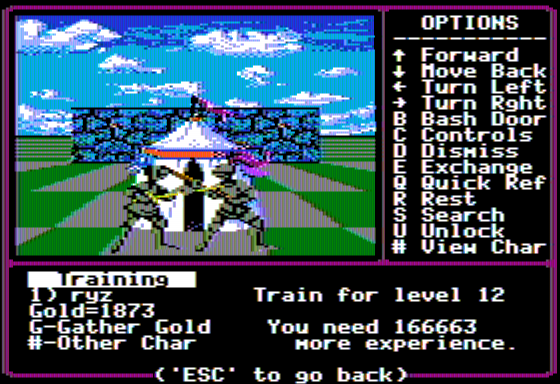 OPTIONS
------------
↑ Forward
↓ Move Back
← Turn Left
→ Turn Rght
B Bash Door
C Controls
D Dismiss
E Exchange
Q Quick Ref
R Rest
S Search
U Unlock
# View Char
Training
1) ryz Train for level 12
Gold=1873
G-Gather Gold You need 166663
#-Other Char more experience.
('ESC' to go back)